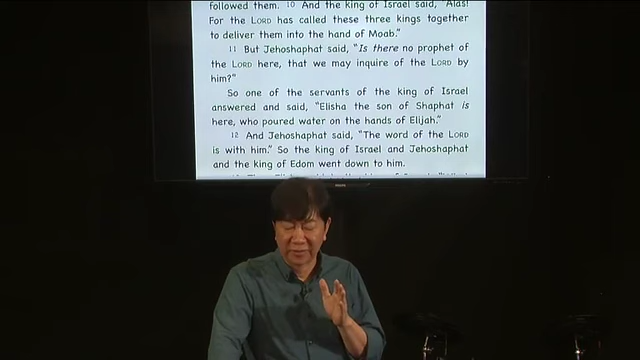 followed them. 10 And the king of Israel said, "Alas!
For the LORD has called these three kings together
to deliver them into the hand of Moab."
11 But Jehoshaphat said, "Is there no prophet of
the LORD here, that we may inquire of the LORD by
him?"
So one of the servants of the king of Israel
answered and said, "Elisha the son of Shaphat is
here, who poured water on the hands of Elijah."
12 And Jehoshaphat said, "The word of the LORD
is with him." So the king of Israel and Jehoshaphat
and the king of Edom went down to him.